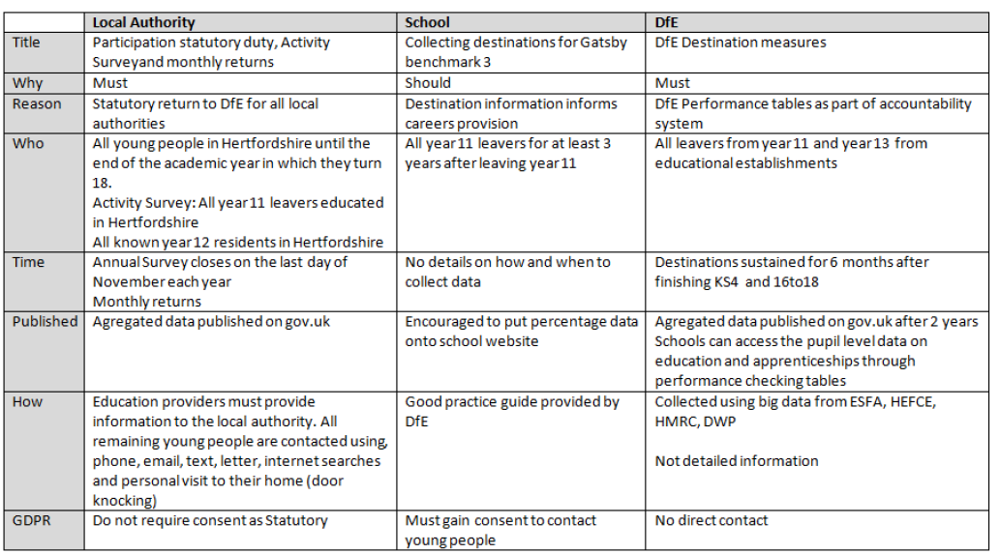 Local Authority School DfE
Title Participation statutory duty, Activity Collecting destinations for Gatsby DfE Destination measures
Surveyand monthly returns benchmark 3
Why Must Should Must
Reason Statutory return to DfE for all local Destination information informs DfE Performance tables as part of accountability
authorities careers provision system
Who All young people in Hertfordshire until the All year 11 leavers for at least 3 All leavers from year 11 and year 13 from
end of the academic year in which they turn years after leaving year 11 educational establishments
18.
Activity Survey: All year 11 leavers educated
in Hertfordshire
All known year 12 residents in Hertfordshire
Time Annual Survey closes on the last day of No details on how and when to Destinations sustained for 6 months after
November each year collect data finishing KS4 and 16to18
Monthly returns
Published Agregated data published on gov.uk Encouraged to put percentage data Agregated data published on gov.uk after 2 years
onto school website Schools can access the pupil level data on
education and apprenticeships through
performance checking tables
How Education providers must provide Good practice guide provided by Collected using big data from ESFA, HEFCE,
information to the local authority. All DfE HMRC, DWP
remaining young people are contacted using,
phone, email, text, letter, internet searches Not detailed information
and personal visit to their home (door
knocking)
GDPR Do not require consent as Statutory Must gain consent to contact No direct contact
young people